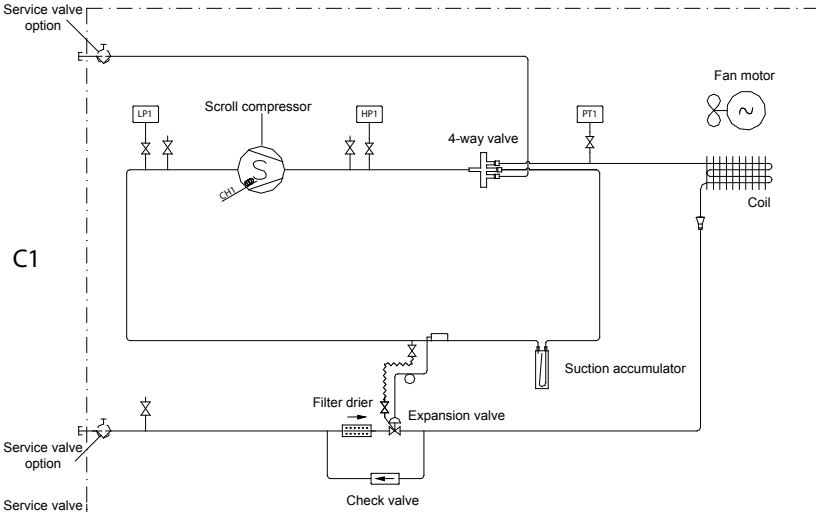 Service valve
option
Fan motor
Scroll compressor
LP1
HP1
PT1
4-way valve
S
CH1
~
Coil
C1
Suction accumulator
Filter drier
Expansion valve
Service valve
option
Check valve
Service valve